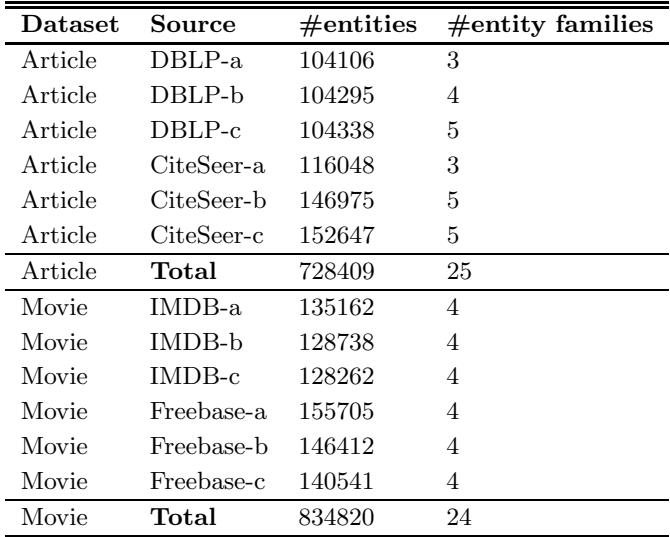 Dataset Source #entities #entity families
Article DBLP-a 104106 3
Article DBLP-b 104295 4
Article DBLP-c 104338 5
Article CiteSeer-a 116048 3
Article CiteSeer-b 146975 5
Article CiteSeer-c 152647 5
Article Total 728409 25
Movie IMDB-a 135162 4
Movie IMDB-b 128738 4
Movie IMDB-c 128262 4
Movie Freebase-a 155705 4
Movie Freebase-b 146412 4
Movie Freebase-c 140541 4
Movie Total 834820 24